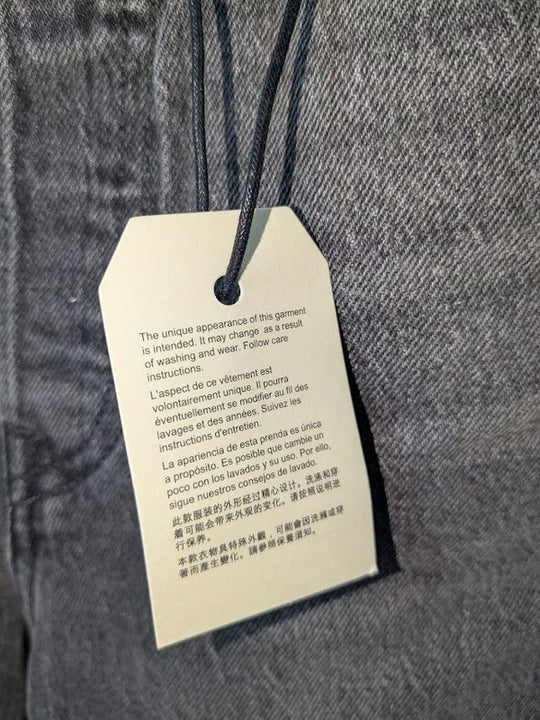 The unique appearance of this garment
is intended. It may change as a result
of washing and wear. Follow care
instructions.
L'aspect de ce vêtement est
volontairement unique. Il pourra
éventuellement se modifier au fil des
lavages et des années. Suivez les
instructions d'entretien.
La apariencia de esta prenda es única
a propósito. Es posible que cambie un
poco con los lavados y su uso. Por ello,
sigue nuestros consejos de lavado.
此款服装的外形经过精心设计。洗涤和穿
着可能会带来外观的变化。请按照说明进
行保养。
本款衣物具特殊外觀，可能會因洗滌或穿
著而產生變化。請參照保養須知。